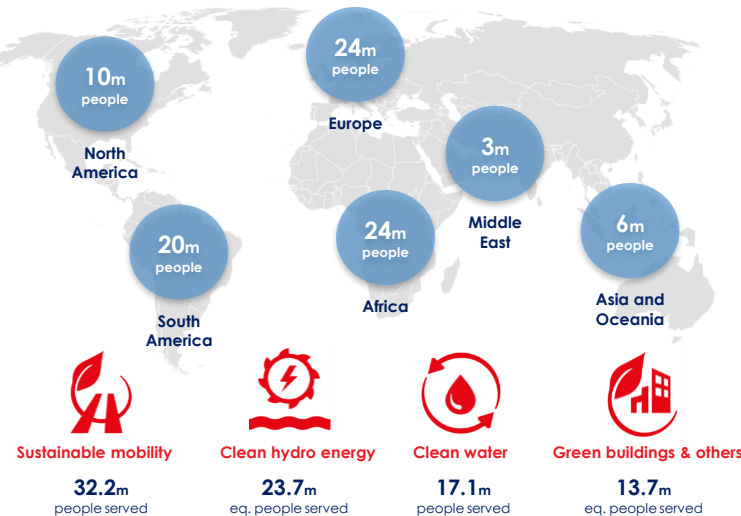 10m
people
North
America
24m
people
Europe
3m
people
Middle
East
20m
people
South
America
24m
people
Africa
6m
people
Asia and
Oceania
Sustainable mobility
32.2m
people served
Clean hydro energy
23.7m
eq. people served
Clean water
17.1m
people served
Green buildings & others
13.7m
eq. people served